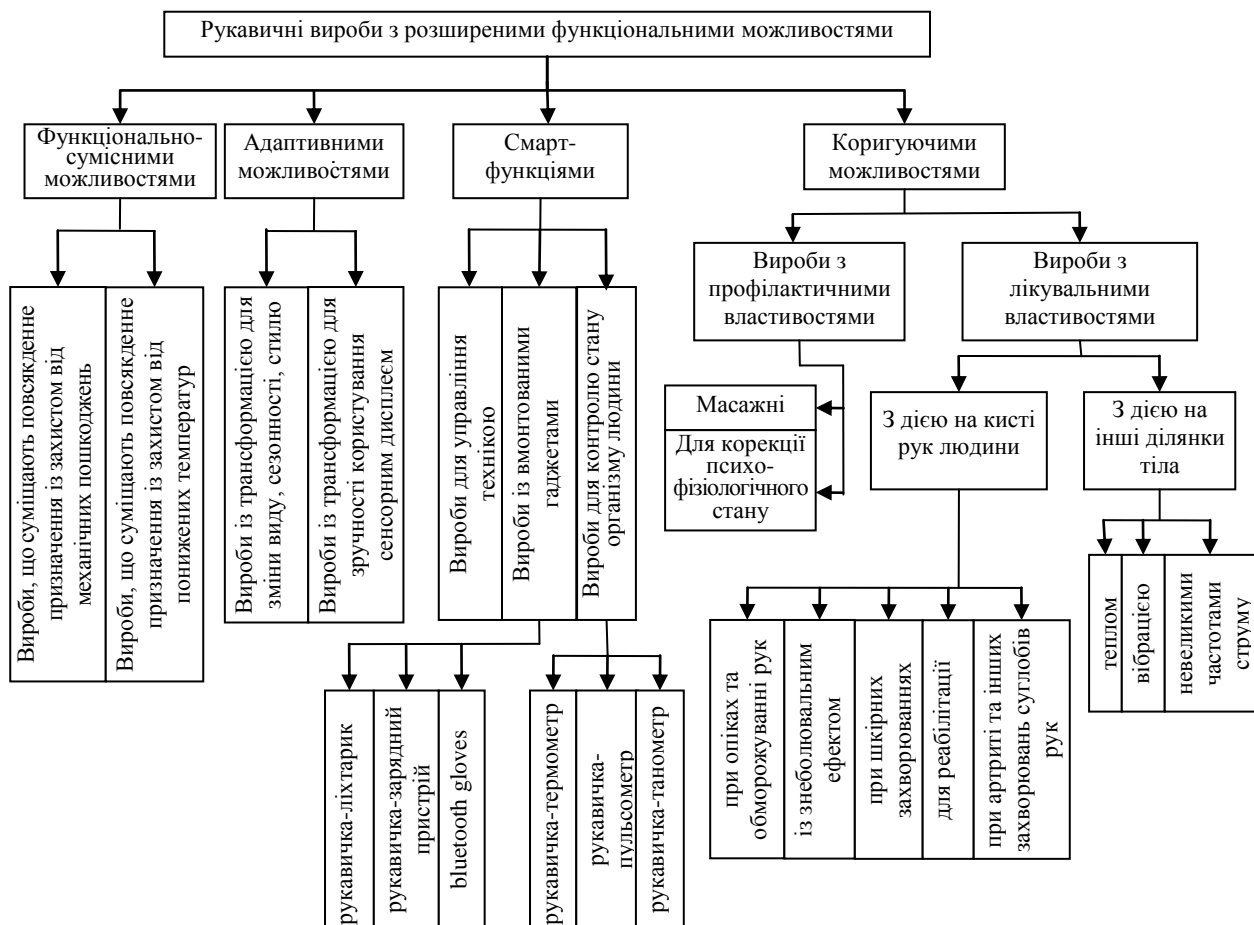 Рукавичні вироби з розширеними функціональними можливостями
Функціонально-
сумісними
можливостями
Адаптивними
можливостями
Смарт-
функціями
Коригуючими
можливостями
Вироби, що суміщають повсякденне
призначення із захистом від
механічних пошкоджень
Вироби, що суміщають повсякденне
призначення із захистом від
понижених температур
Вироби із трансформацією для
зміни виду, сезонності, стилю
Вироби із трансформацією для
зручності користування
сенсорним дисплеєм
Вироби для управління
технікою
Вироби із вмонтованими
гаджетами
Вироби для контролю стану
організму людини
Вироби з
профілактичними
властивостями
Вироби з
лікувальними
властивостями
Масажні
Для корекції
психо-
фізіологічного
стану
З дією на кисті
рук людини
З дією на
інші ділянки
тіла
рукавичка-ліхтарик
рукавичка-зарядний
пристрій
bluetooth gloves
рукавичка-термометр
рукавичка-
пульсометр
рукавичка-танометр
при опіках та
обморожуванні рук
із знеболювальним
ефектом
при шкірних
захворюваннях
для реабілітації
при артриті та інших
захворювань суглобів
рук
теплом
вібрацією
невеликими
частотами
струму